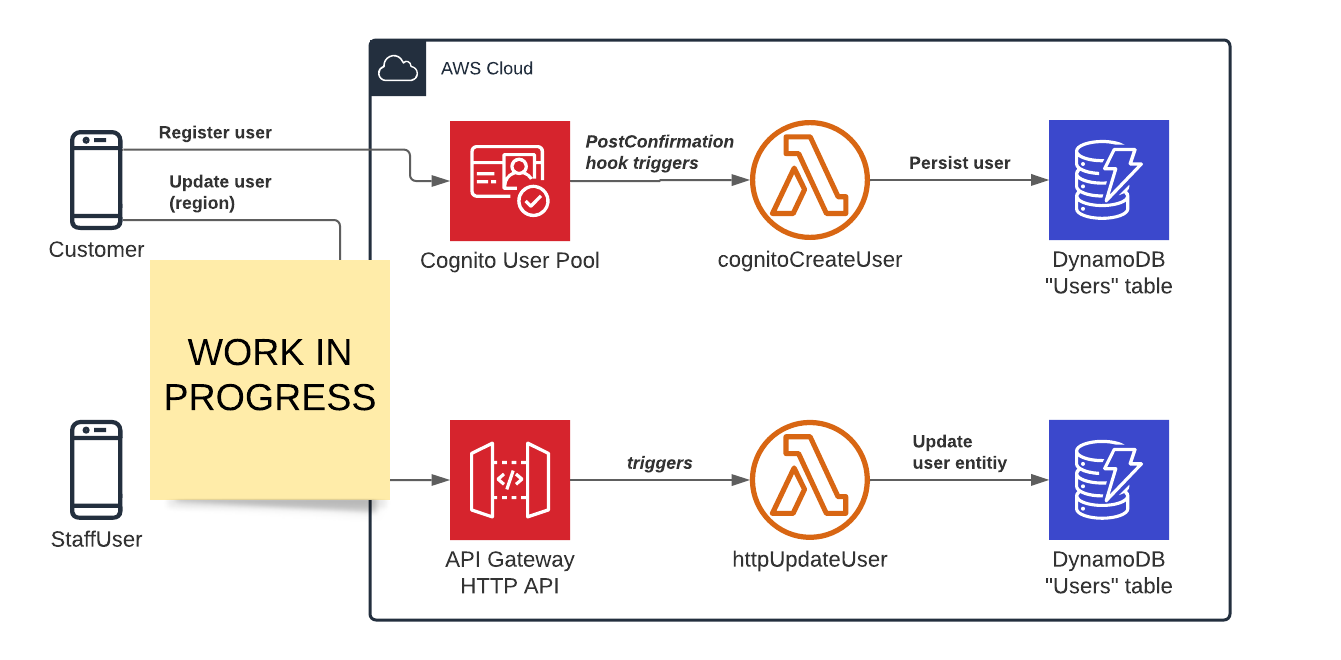 AWS Cloud
Register user
PostConfirmation
hook triggers
Persist user
Update user
(region)
Customer
Cognito User Pool
cognitoCreateUser
DynamoDB
"Users" table
WORK IN
PROGRESS
triggers
Update
user entitiy
StaffUser
API Gateway
HTTP API
httpUpdateUser
DynamoDB
"Users" table